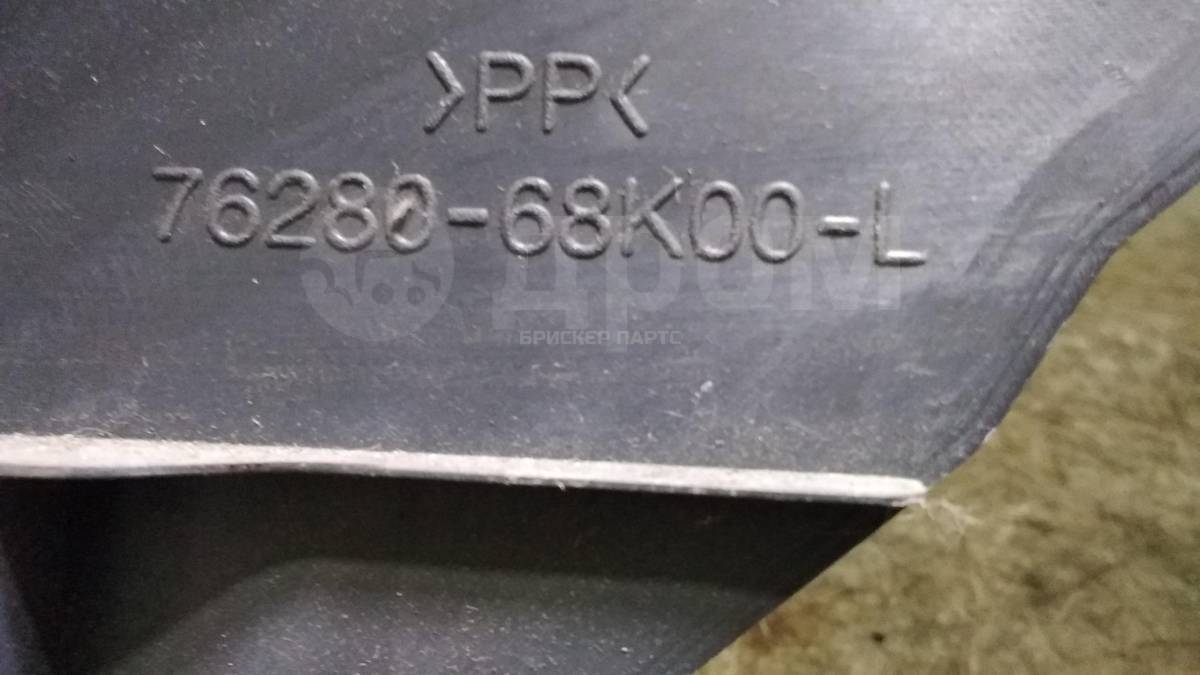 >PP<
76280-68K00-L
дром
БРИСКЕР ПАРТС